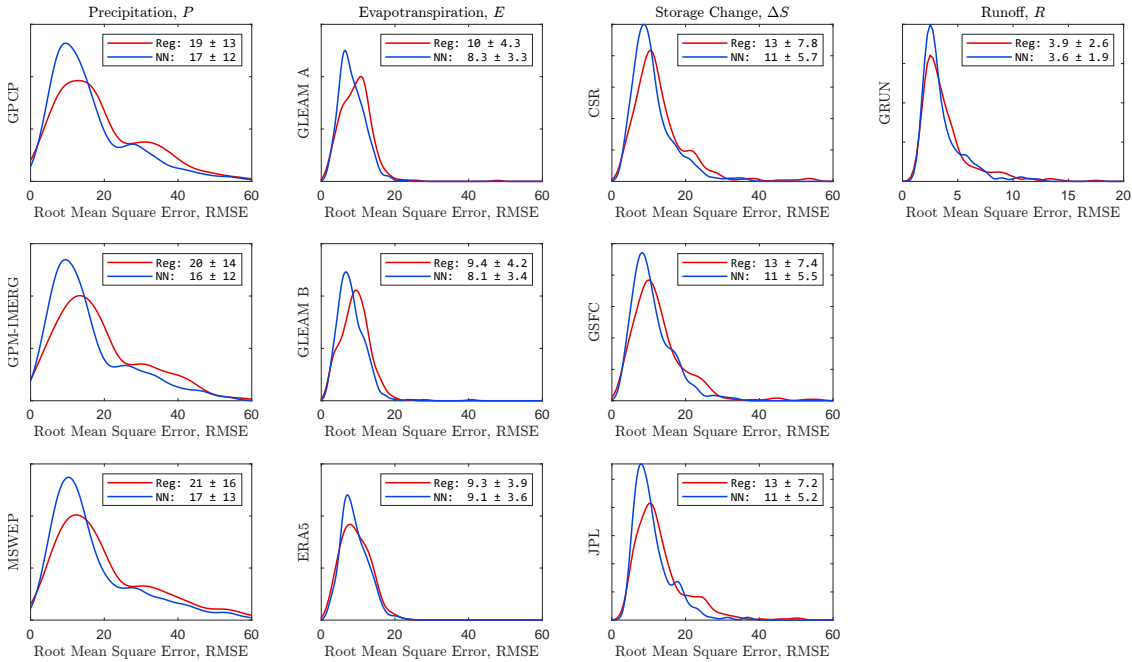 Precipitation, P
Evapotranspiration, E
Storage Change, ΔS
Runoff, R
GPCP
Reg: 19 ± 13
NN: 17 ± 12
0 20 40 60
Root Mean Square Error, RMSE
GLEAM A
Reg: 10 ± 4.3
NN: 8.3 ± 3.3
0 20 40 60
Root Mean Square Error, RMSE
CSR
Reg: 13 ± 7.8
NN: 11 ± 5.7
0 20 40 60
Root Mean Square Error, RMSE
GRUN
Reg: 3.9 ± 2.6
NN: 3.6 ± 1.9
0 5 10 15 20
Root Mean Square Error, RMSE
GPM-IMERG
Reg: 20 ± 14
NN: 16 ± 12
0 20 40 60
Root Mean Square Error, RMSE
GLEAM B
Reg: 9.4 ± 4.2
NN: 8.1 ± 3.4
0 20 40 60
Root Mean Square Error, RMSE
GSFC
Reg: 13 ± 7.4
NN: 11 ± 5.5
0 20 40 60
Root Mean Square Error, RMSE
MSWEP
Reg: 21 ± 16
NN: 17 ± 13
0 20 40 60
Root Mean Square Error, RMSE
ERA5
Reg: 9.3 ± 3.9
NN: 9.1 ± 3.6
0 20 40 60
Root Mean Square Error, RMSE
JPL
Reg: 13 ± 7.2
NN: 11 ± 5.2
0 20 40 60
Root Mean Square Error, RMSE